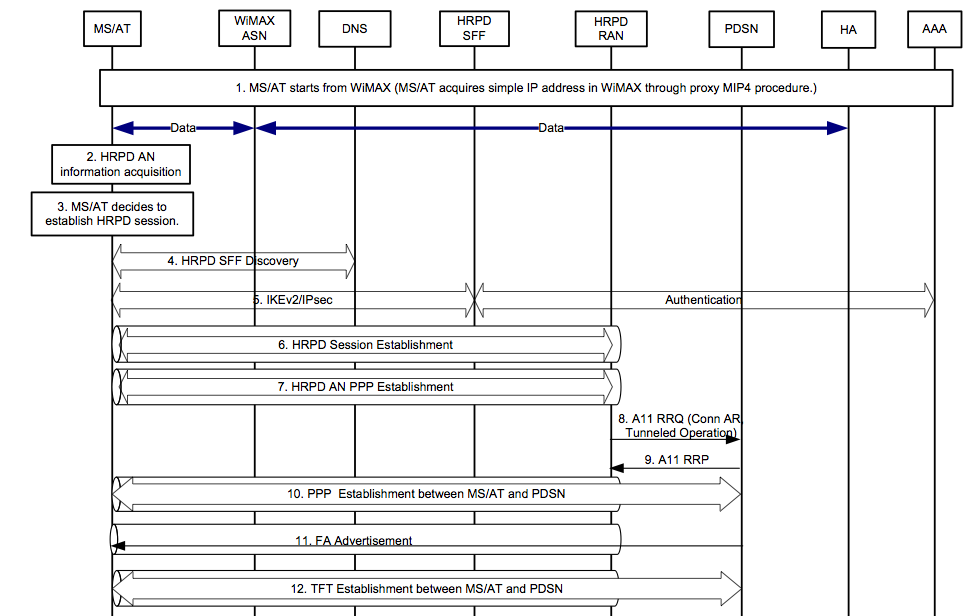 MS/AT
WiMAX
ASN
DNS
HRPD
SFF
HRPD
RAN
PDSN
HA
AAA
1. MS/AT starts from WiMAX (MS/AT acquires simple IP address in WiMAX through proxy MIP4 procedure.)
Data
Data
2. HRPD AN
information acquisition
3. MS/AT decides to
establish HRPD session.
4. HRPD SFF Discovery
5. IKEv2/IPsec
Authentication
6. HRPD Session Establishment
7. HRPD AN PPP Establishment
8. A11 RRQ (Conn AR,
Tunneled Operation)
9. A11 RRP
10. PPP Establishment between MS/AT and PDSN
11. FA Advertisement
12. TFT Establishment between MS/AT and PDSN